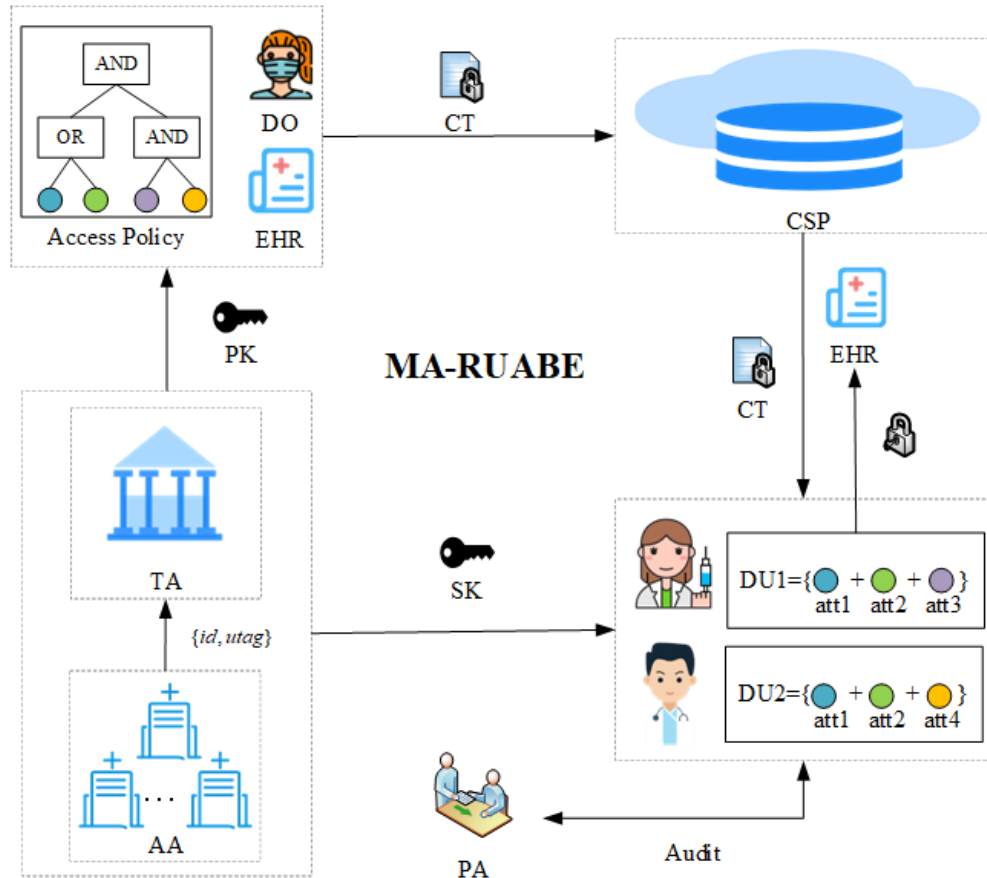 AND
OR
AND
Access Policy
DO
EHR
CT
CSP
PK
MA-RUABE
CT
EHR
TA
{id, utag}
AA
SK
DU1={ + + }
att1 att2 att3
DU2={ + + }
att1 att2 att4
PA
Audit